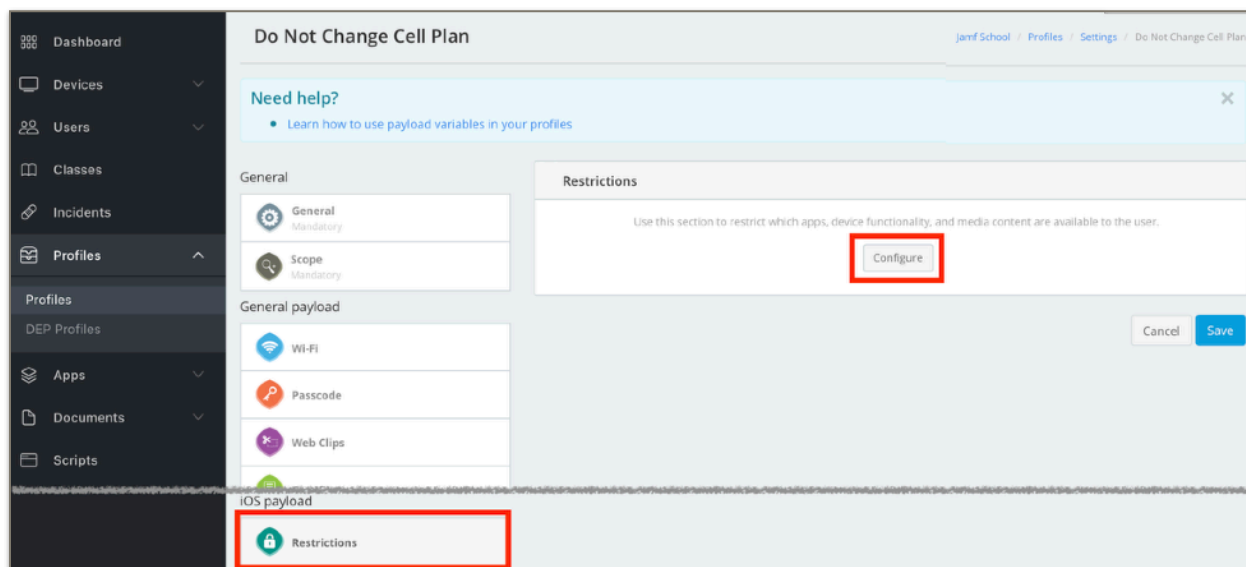 Dashboard
Devices
Users
Classes
Incidents
Profiles
Profiles
DEP Profiles
Apps
Documents
Scripts
Do Not Change Cell Plan
Jamf School / Profiles / Settings / Do Not Change Cell Plan
Need help?
Learn how to use payload variables in your profiles
General
General
Mandatory
Scope
Mandatory
General payload
Wi-Fi
Passcode
Web Clips
iOS payload
Restrictions
Restrictions
Use this section to restrict which apps, device functionality, and media content are available to the user.
Configure
Cancel
Save